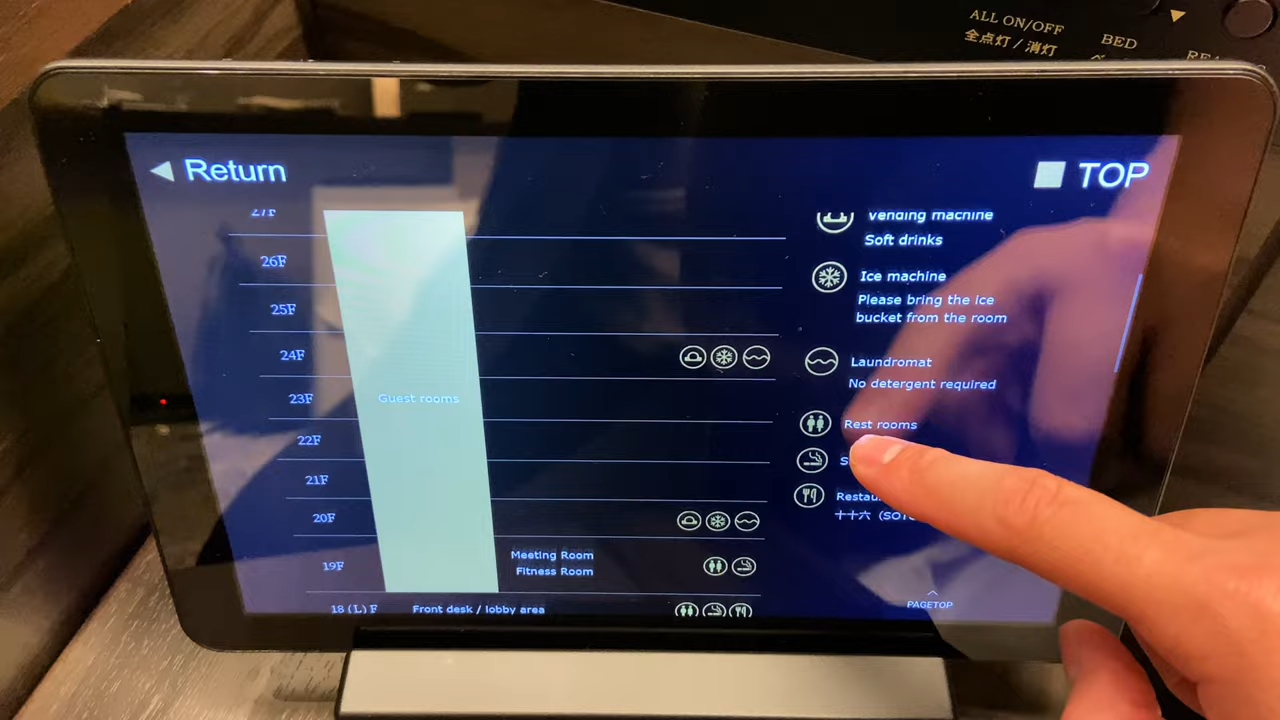 ALL ON/OFF
全点灯 / 消灯
BED
Return
TOP
27F
26F
25F
24F
23F
22F
21F
20F
19F
18 (L) F
Guest rooms
Meeting Room
Fitness Room
Front desk / lobby area
Vending machine
Soft drinks
Ice machine
Please bring the ice
bucket from the room
Laundromat
No detergent required
Rest rooms
PAGETOP